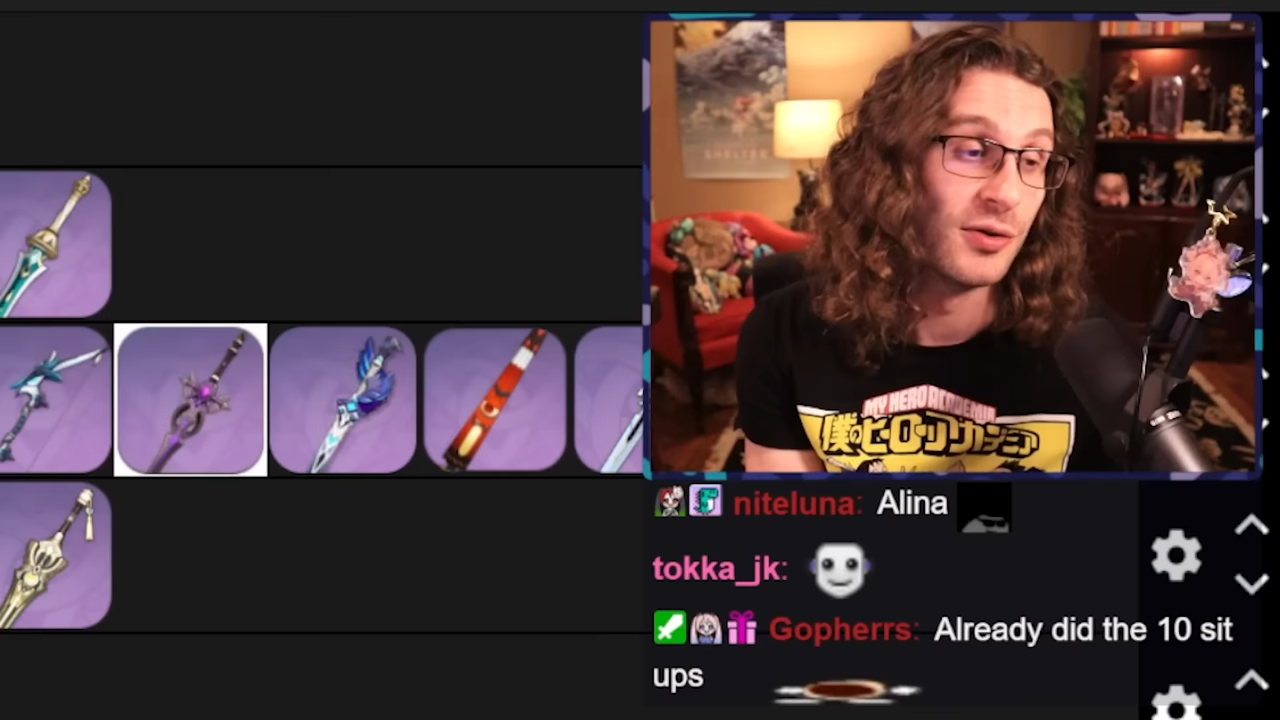 SHELTER
MY HERO ACADEMIA
僕のヒーローアカデミア
niteluna: Alina
tokka_jk:
Gopherrs: Already did the 10 sit
ups